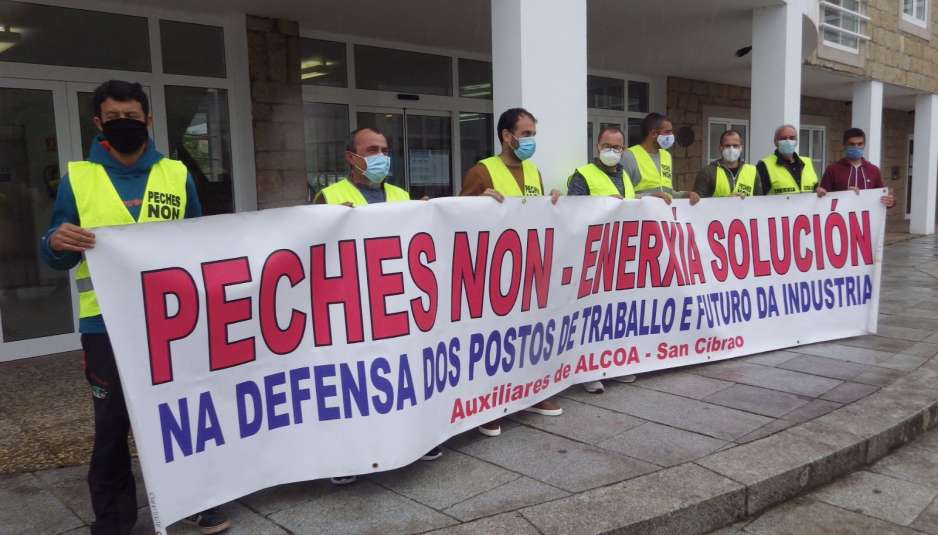 PECHES NON - ENERXÌA SOLUCIÓN
NA DEFENSA DOS POSTOS DE TRABALLO E FUTURO DA INDUSTRIA
Auxiliares de ALCOA - San Cibrao
PECHES
NON